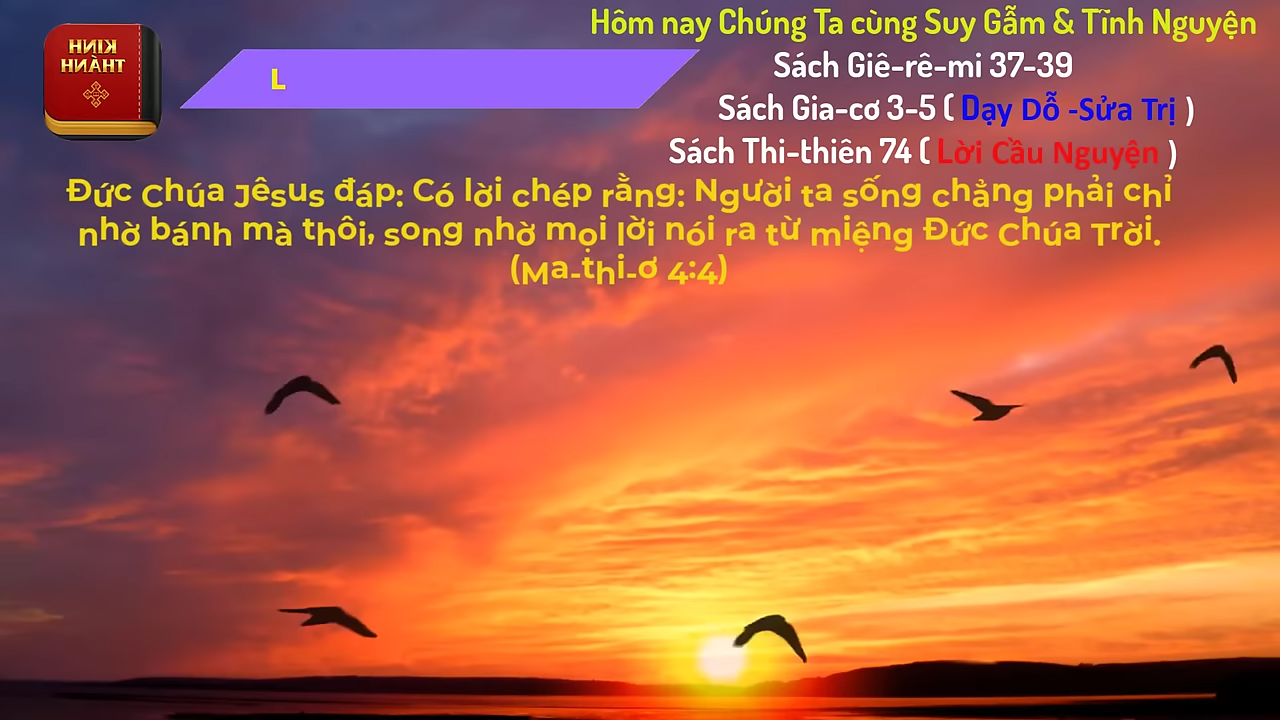 Hôm nay Chúng Ta cùng Suy Gẫm & Tĩnh Nguyện
KINH
THÀNH
L
Sách Giê-rê-mi 37-39
Sách Gia-cơ 3-5 ( Dạy Dỗ -Sửa Trị )
Sách Thi-thiên 74 ( Lời Cầu Nguyện )
Đức Chúa Jêsus đáp: Có lời chép rằng: Người ta sống chẳng phải chỉ
nhờ bánh mà thôi, song nhờ mọi lời nói ra từ miệng Đức Chúa Trời.
(Ma-thi-ơ 4:4)